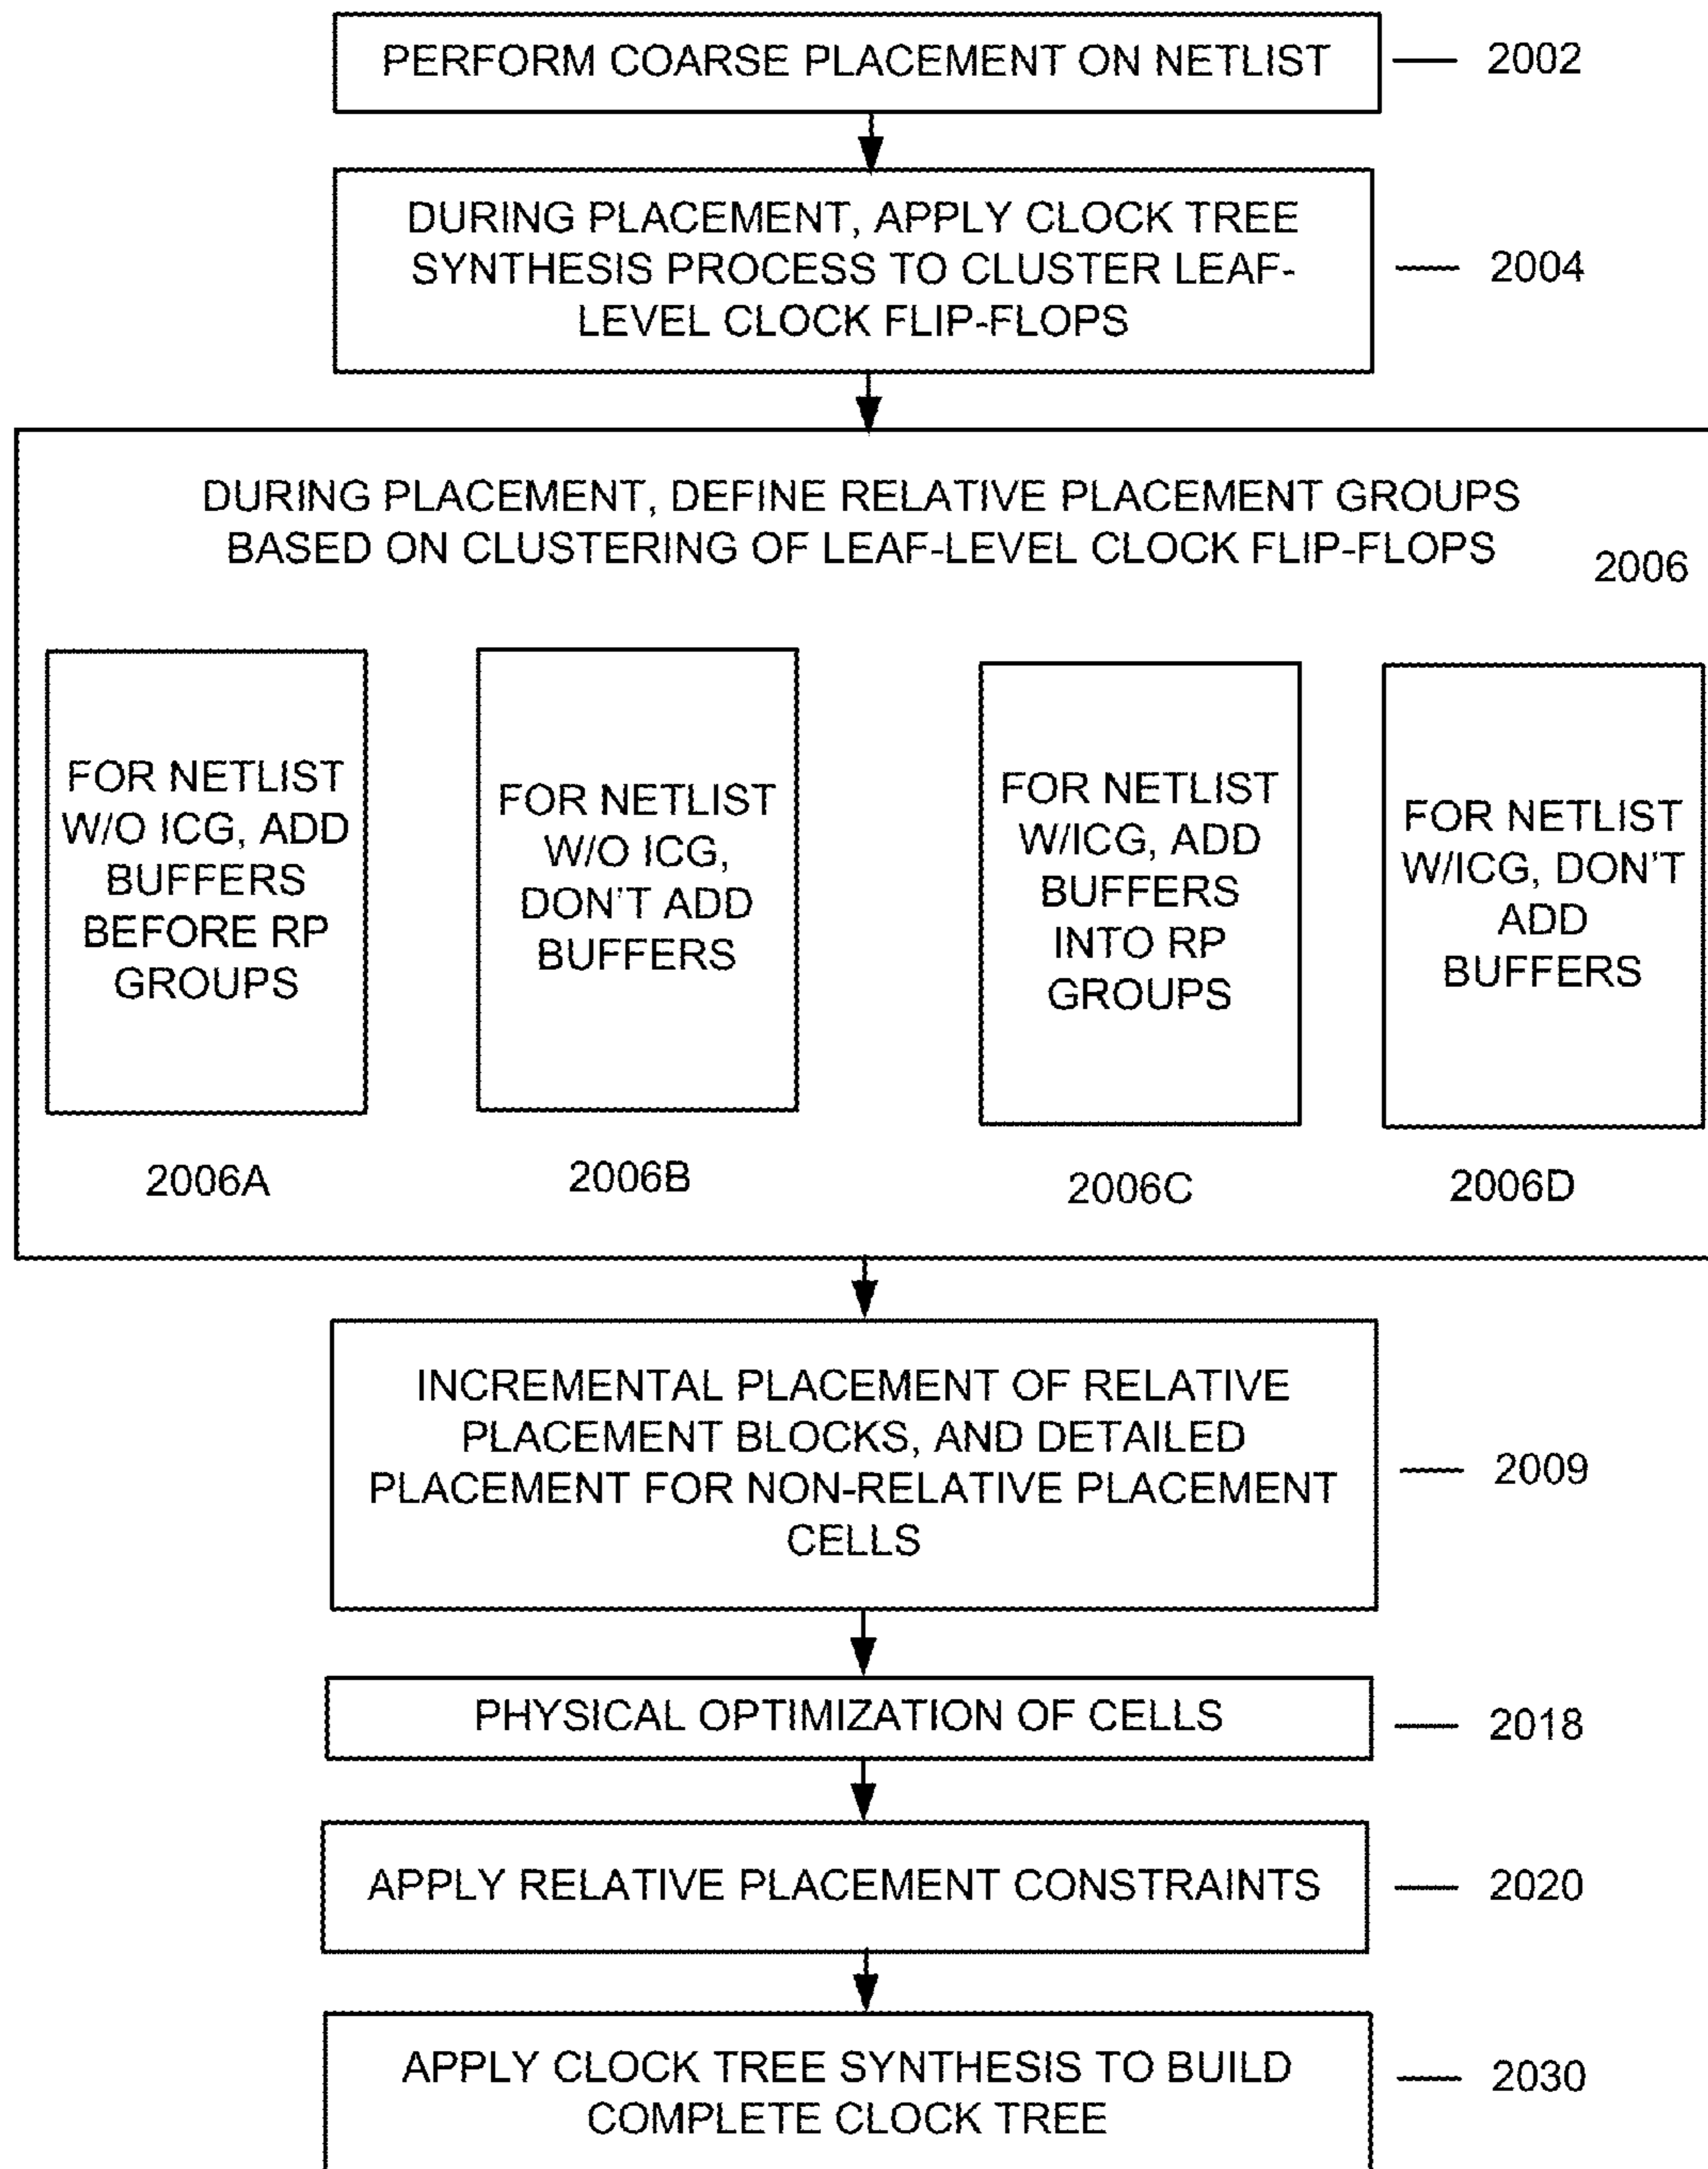 PERFORM COARSE PLACEMENT ON NETLIST
2002
DURING PLACEMENT, APPLY CLOCK TREE
SYNTHESIS PROCESS TO CLUSTER LEAF-
LEVEL CLOCK FLIP-FLOPS
2004
DURING PLACEMENT, DEFINE RELATIVE PLACEMENT GROUPS
BASED ON CLUSTERING OF LEAF-LEVEL CLOCK FLIP-FLOPS
2006
FOR NETLIST
W/O ICG, ADD
BUFFERS
BEFORE RP
GROUPS
2006A
FOR NETLIST
W/O ICG,
DON'T ADD
BUFFERS
2006B
FOR NETLIST
W/ICG, ADD
BUFFERS
INTO RP
GROUPS
2006C
FOR NETLIST
W/ICG, DON'T
ADD
BUFFERS
2006D
INCREMENTAL PLACEMENT OF RELATIVE
PLACEMENT BLOCKS, AND DETAILED
PLACEMENT FOR NON-RELATIVE PLACEMENT
CELLS
2009
PHYSICAL OPTIMIZATION OF CELLS
2018
APPLY RELATIVE PLACEMENT CONSTRAINTS
2020
APPLY CLOCK TREE SYNTHESIS TO BUILD
COMPLETE CLOCK TREE
2030